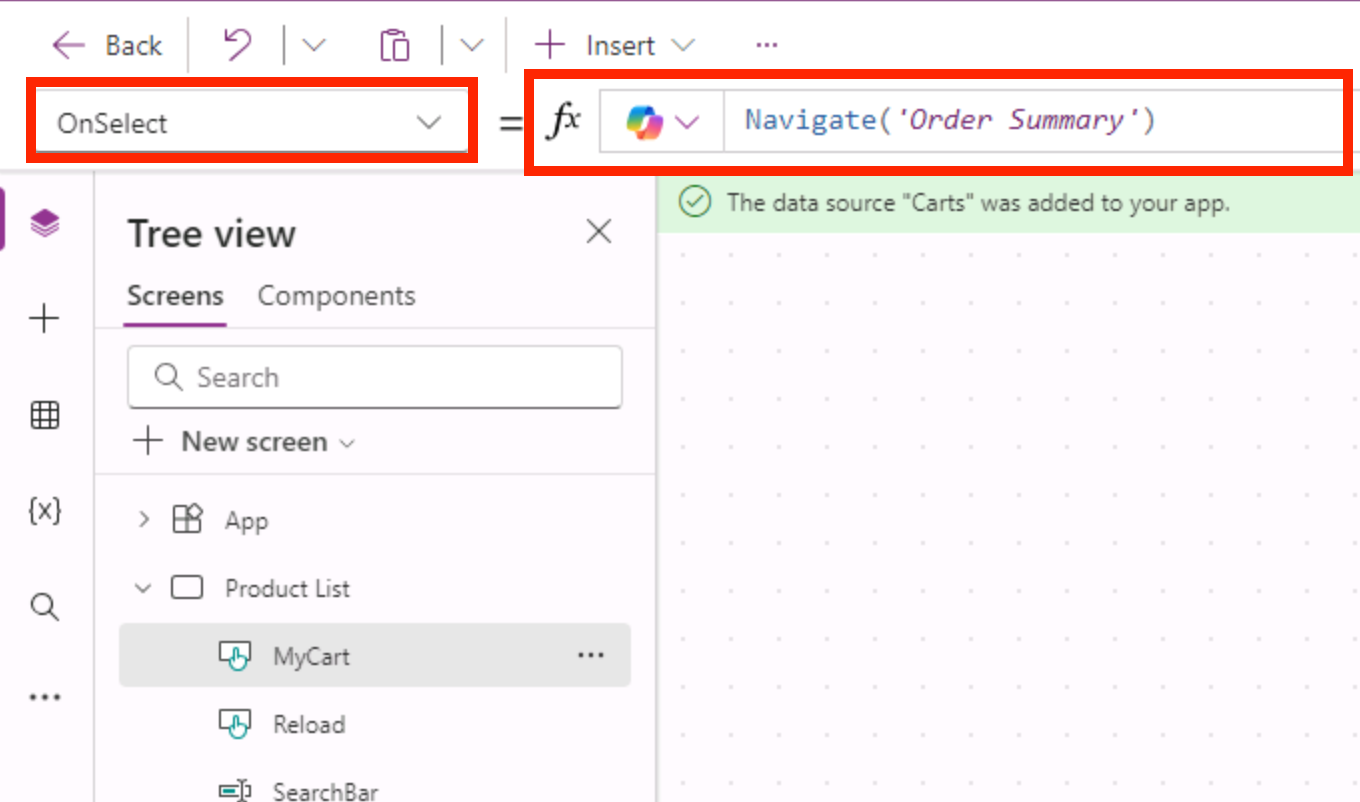 Back
Insert
OnSelect
= fx Navigate('Order Summary')
The data source "Carts" was added to your app.
Tree view
Screens Components
Search
New screen
App
{x}
Product List
MyCart
Reload
SearchBar